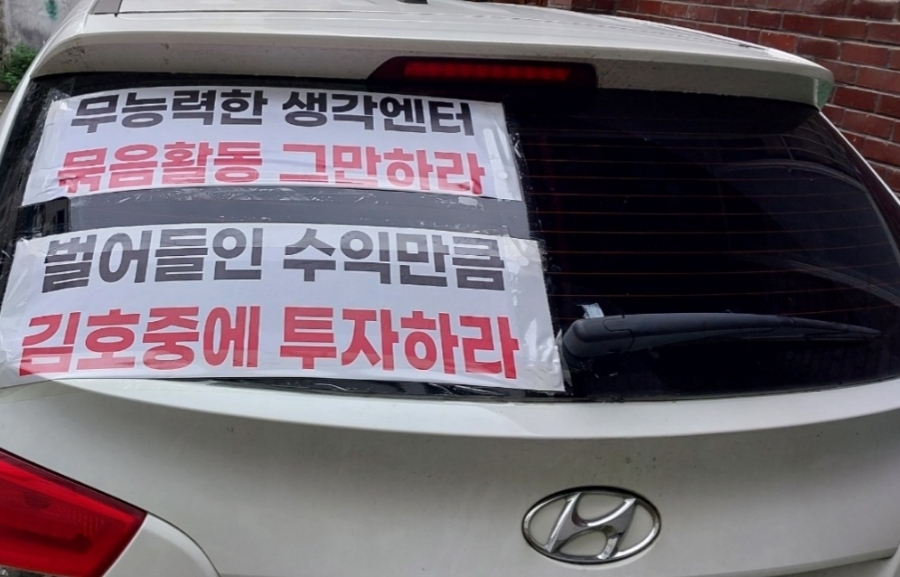 무능력한 생각엔터
묶음활동 그만하라
벌어들인 수익만큼
김호중에 투자하라